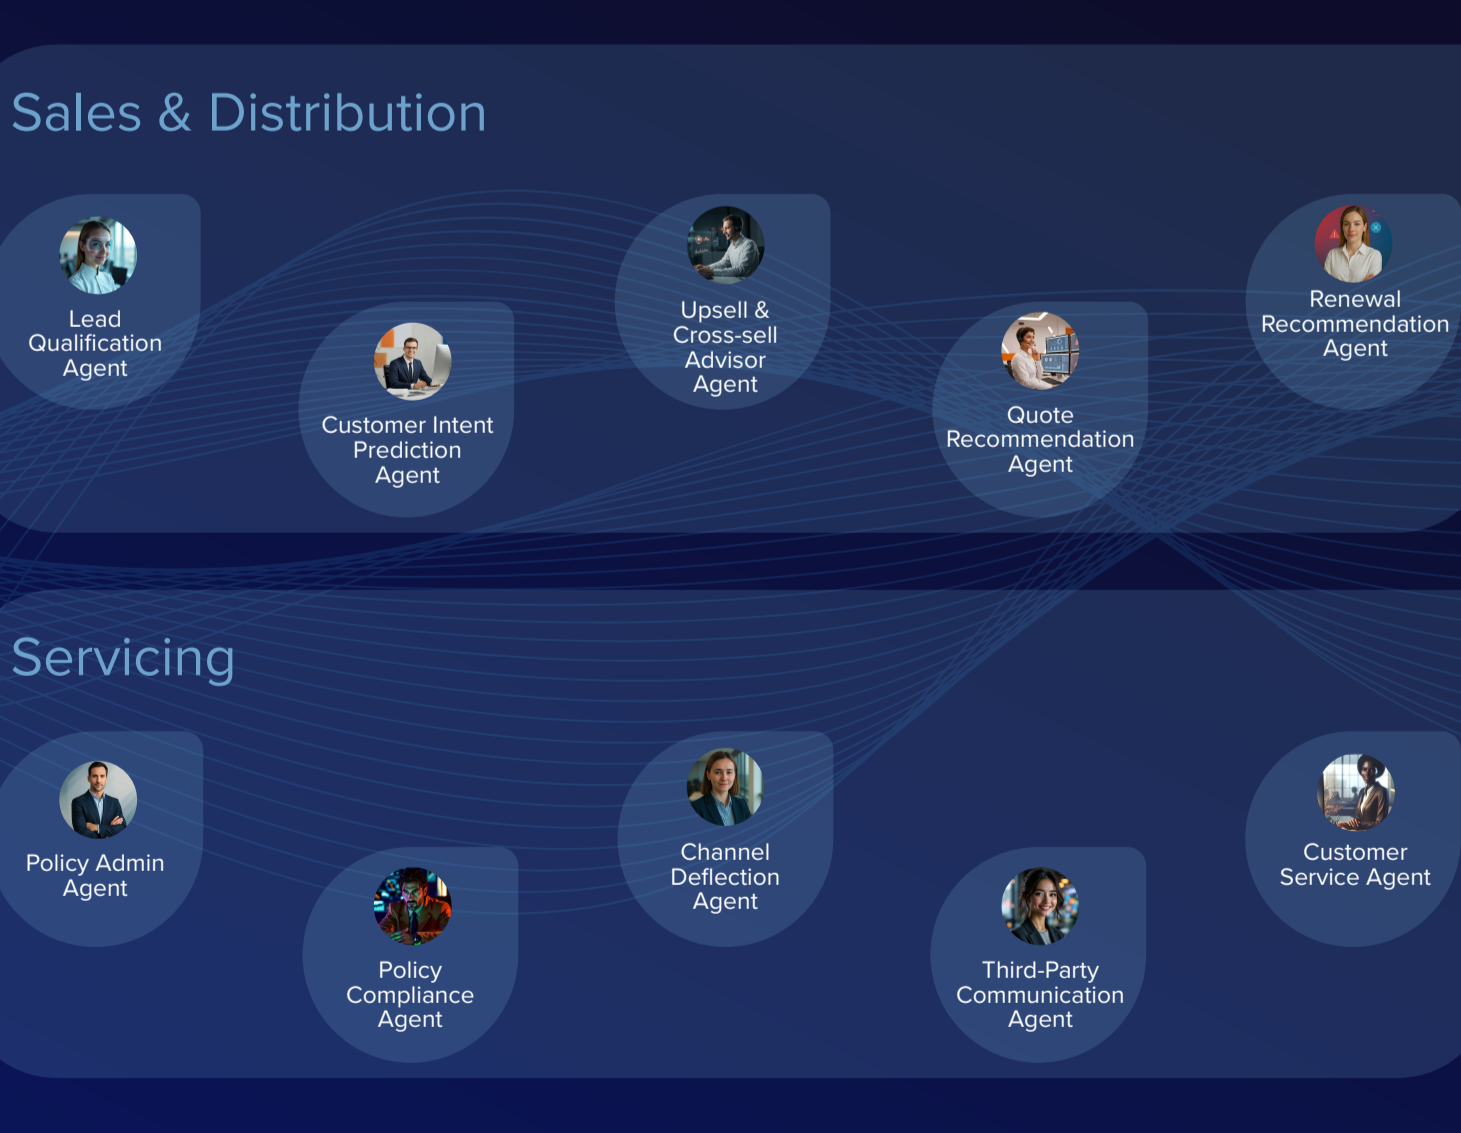 Sales & Distribution
Lead
Qualification
Agent
Customer Intent
Prediction
Agent
Upsell &
Cross-sell
Advisor
Agent
Quote
Recommendation
Agent
Renewal
Recommendation
Agent
Servicing
Policy Admin
Agent
Policy
Compliance
Agent
Channel
Deflection
Agent
Third-Party
Communication
Agent
Customer
Service Agent